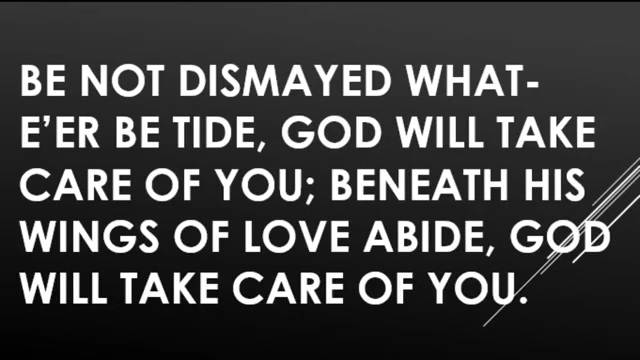 BE NOT DISMAYED WHAT-
E’ER BE TIDE, GOD WILL TAKE
CARE OF YOU; BENEATH HIS
WINGS OF LOVE ABIDE, GOD
WILL TAKE CARE OF YOU.